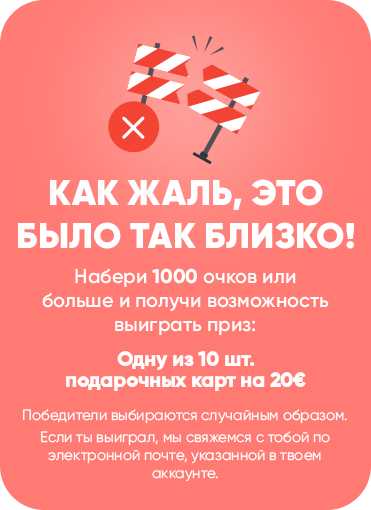 КАК ЖАЛЬ, ЭТО
БЫЛО ТАК БЛИЗКО!
Набери 1000 очков или
больше и получи возможность
выиграть приз:
Одну из 10 шт.
подарочных карт на 20€
Победители выбираются случайным образом.
Если ты выиграл, мы свяжемся с тобой по
электронной почте, указанной в твоем
аккаунте.